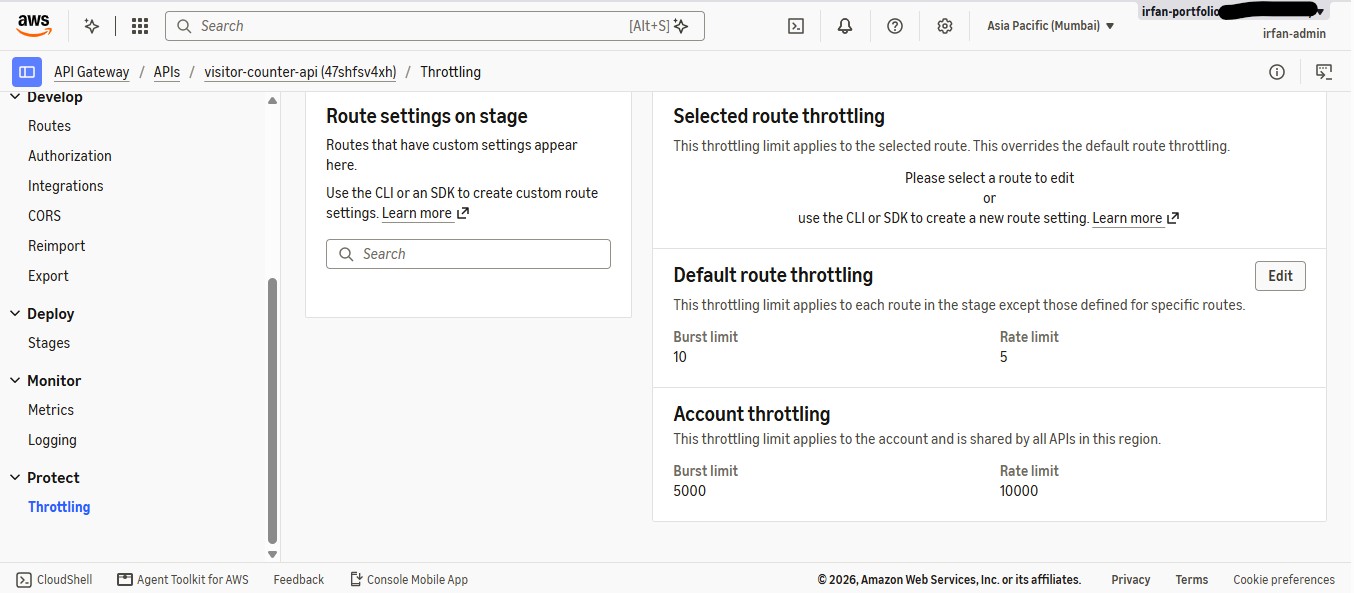 aws
Search
[Alt+S]
Asia Pacific (Mumbai)
irfan-portfolio
irfan-admin
API Gateway / APIs / visitor-counter-api (47shfsv4xh) / Throttling
Develop
Routes
Authorization
Integrations
CORS
Reimport
Export
Deploy
Stages
Monitor
Metrics
Logging
Protect
Throttling
Route settings on stage
Routes that have custom settings appear
here.
Use the CLI or an SDK to create custom route
settings. Learn more
Search
Selected route throttling
This throttling limit applies to the selected route. This overrides the default route throttling.
Please select a route to edit
or
use the CLI or SDK to create a new route setting. Learn more
Default route throttling
Edit
This throttling limit applies to each route in the stage except those defined for specific routes.
Burst limit
10
Rate limit
5
Account throttling
This throttling limit applies to the account and is shared by all APIs in this region.
Burst limit
5000
Rate limit
10000
CloudShell
Agent Toolkit for AWS
Feedback
Console Mobile App
© 2026, Amazon Web Services, Inc. or its affiliates.
Privacy
Terms
Cookie preferences